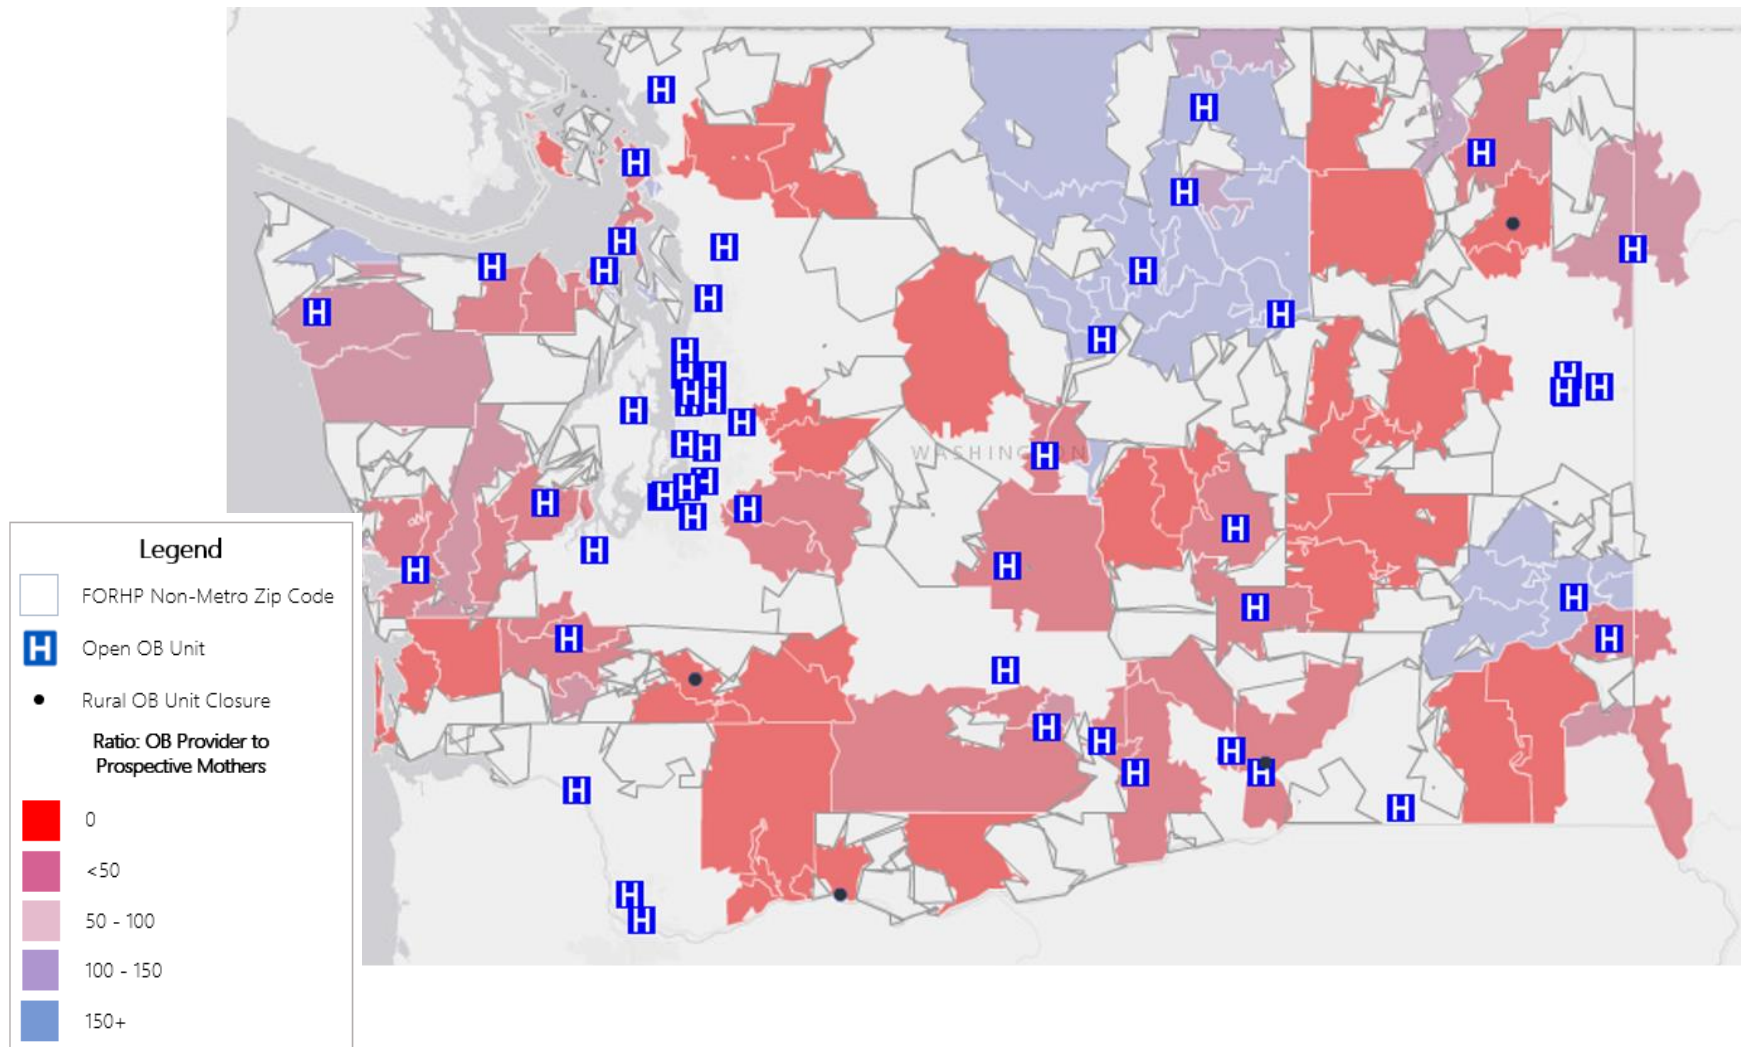 WASHINGTON
Legend
FORHP Non-Metro Zip Code
H Open OB Unit
Rural OB Unit Closure
Ratio: OB Provider to
Prospective Mothers
0
<50
50 - 100
100 - 150
150+